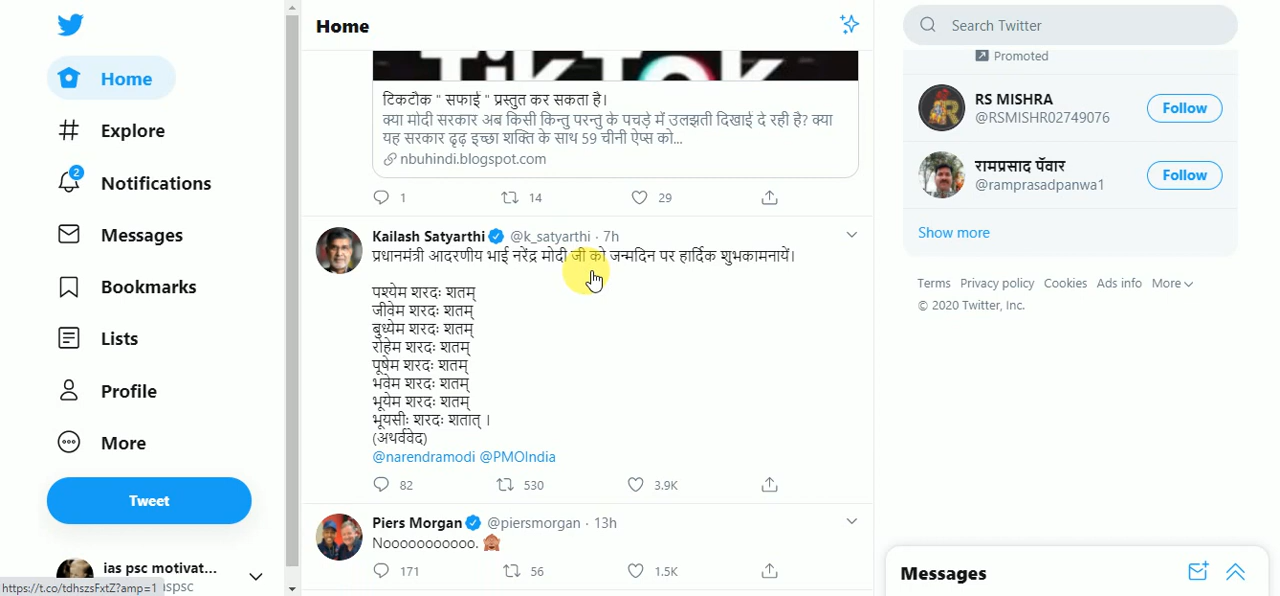 Home
Explore
2
Notifications
Messages
Bookmarks
Lists
Profile
More
Tweet
ias psc motivat...
https://t.co/tdhszsFxtZ?amp=1
spsc
Home
TikTok
टिकटौक " सफाई " प्रस्तुत कर सकता है।
क्या मोदी सरकार अब किसी किन्तु परन्तु के पचड़े में उलझती दिखाई दे रही है? क्या
यह सरकार दृढ़ इच्छा शक्ति के साथ 59 चीनी ऐप्स को...
nbuhindi.blogspot.com
1 14 29
Kailash Satyarthi @k_satyarthi · 7h
प्रधानमंत्री आदरणीय भाई नरेंद्र मोदी जी को जन्मदिन पर हार्दिक शुभकामनायें।
पश्येम शरदः शतम्
जीवेम शरदः शतम्
बुध्येम शरदः शतम्
रोहेम शरदः शतम्
पूषेम शरदः शतम्
भवेम शरदः शतम्
भूयेम शरदः शतम्
भूयसीः शरदः शतात् ।
(अथर्ववेद)
@narendramodi @PMOIndia
82 530 3.9K
Piers Morgan @piersmorgan · 13h
Nooooooooooo.
171 56 1.5K
Search Twitter
Promoted
RS MISHRA
@RSMISHR02749076
Follow
रामप्रसाद पॅवार
@ramprasadpanwa1
Follow
Show more
Terms Privacy policy Cookies Ads info More
© 2020 Twitter, Inc.
Messages